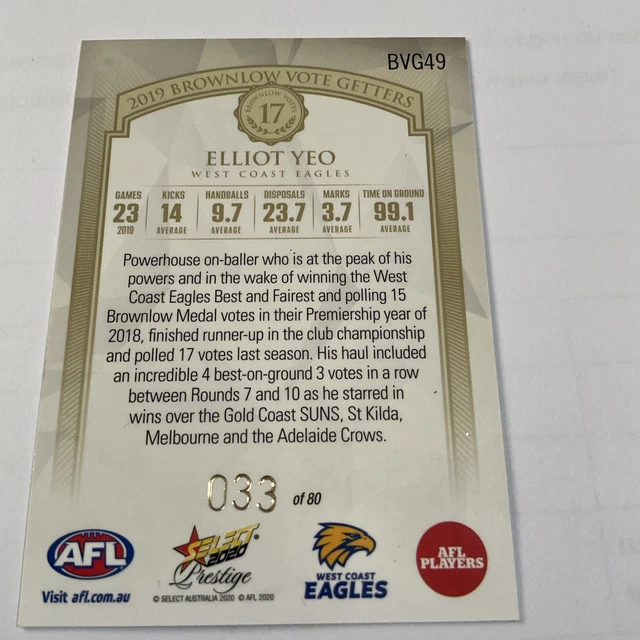 BVG49
2019 BROWNLOW VOTE GETTERS
BROWNLOW VOTES
17
ELLIOT YEO
WEST COAST EAGLES
GAMES KICKS HANDBALLS DISPOSALS MARKS TIME ON GROUND
23 14 9.7 23.7 3.7 99.1
2019 AVERAGE AVERAGE AVERAGE AVERAGE AVERAGE
Powerhouse on-baller who is at the peak of his
powers and in the wake of winning the West
Coast Eagles Best and Fairest and polling 15
Brownlow Medal votes in their Premiership year of
2018, finished runner-up in the club championship
and polled 17 votes last season. His haul included
an incredible 4 best-on-ground 3 votes in a row
between Rounds 7 and 10 as he starred in
wins over the Gold Coast SUNS, St Kilda,
Melbourne and the Adelaide Crows.
033 of 80
AFL
Visit afl.com.au
SELECT
2020
Prestige
© SELECT AUSTRALIA 2020 © AFL 2020
WEST COAST
EAGLES
AFL
PLAYERS